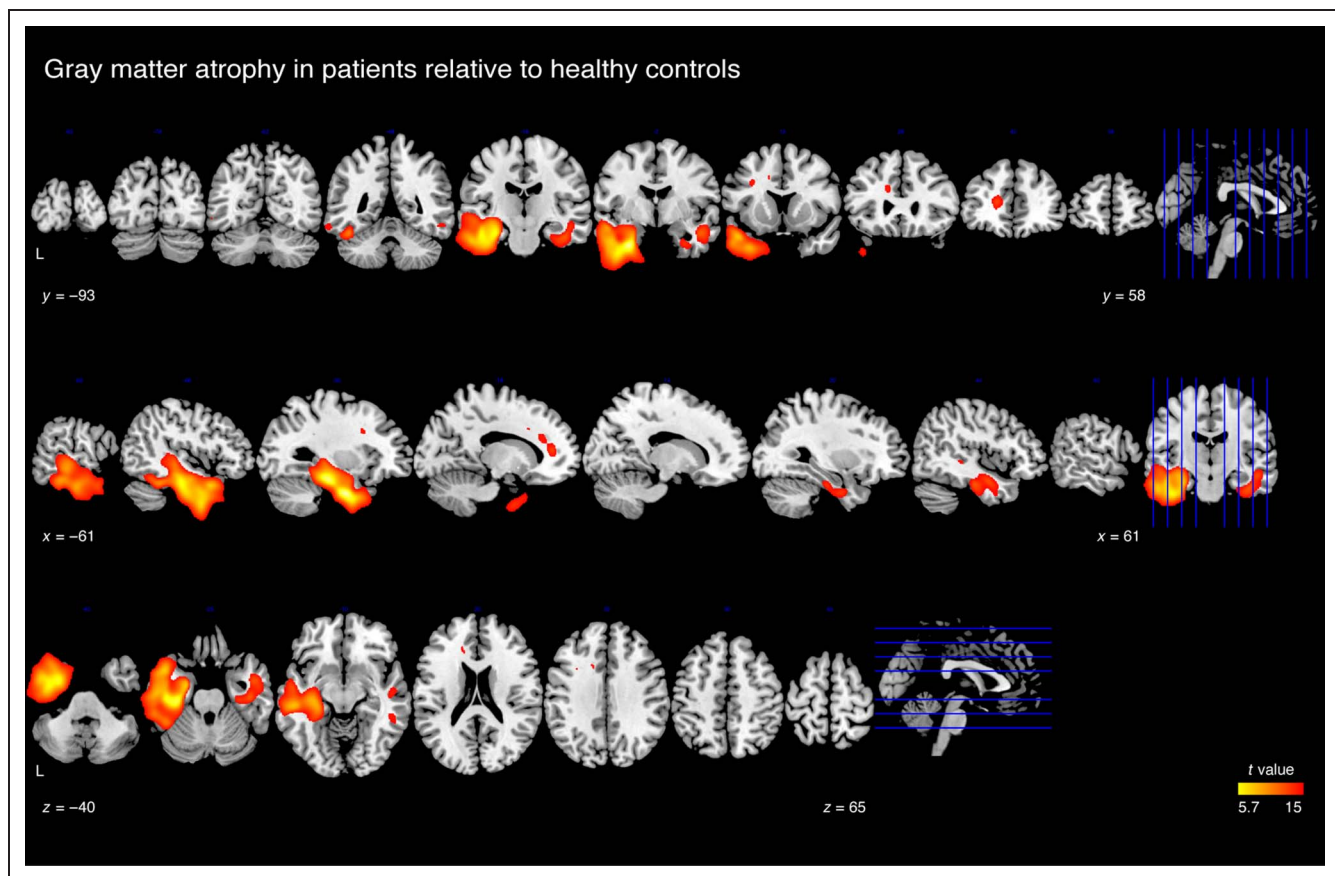 Gray matter atrophy in patients relative to healthy controls
L
y = −93
y = 58
x = −61
x = 61
L
z = −40
z = 65
t value
5.7 15